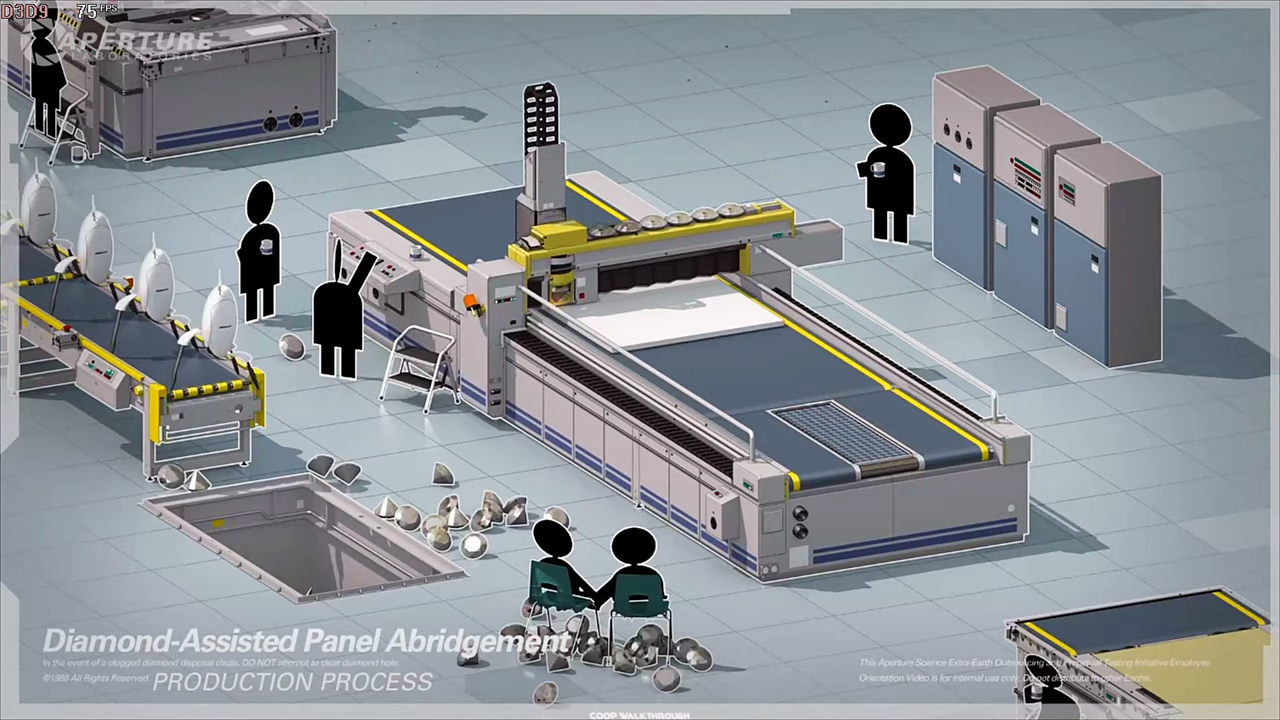 D3D9 75 FPS
APERTURE
LABORATORIES
Diamond-Assisted Panel Abridgement
In the event of a clogged diamond disposal chute, DO NOT attempt to clear diamond hole.
©1988 All Rights Reserved PRODUCTION PROCESS
This Aperture Science Extra-Earth Outsourcing and Perpetual Testing Initiative Employee
Orientation Video is for internal use only. Do not distribute to other Earths.
COOP WALKTHROUGH